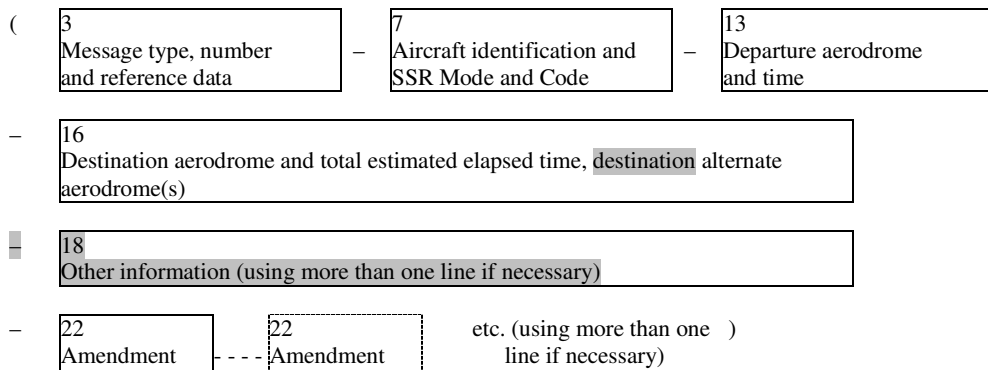 ( 3 7 13
Message type, number – Aircraft identification and – Departure aerodrome
and reference data SSR Mode and Code and time
– 16
Destination aerodrome and total estimated elapsed time, destination alternate
aerodrome(s)
– 18
Other information (using more than one line if necessary)
– 22 22 etc. (using more than one )
Amendment - - - - Amendment line if necessary)